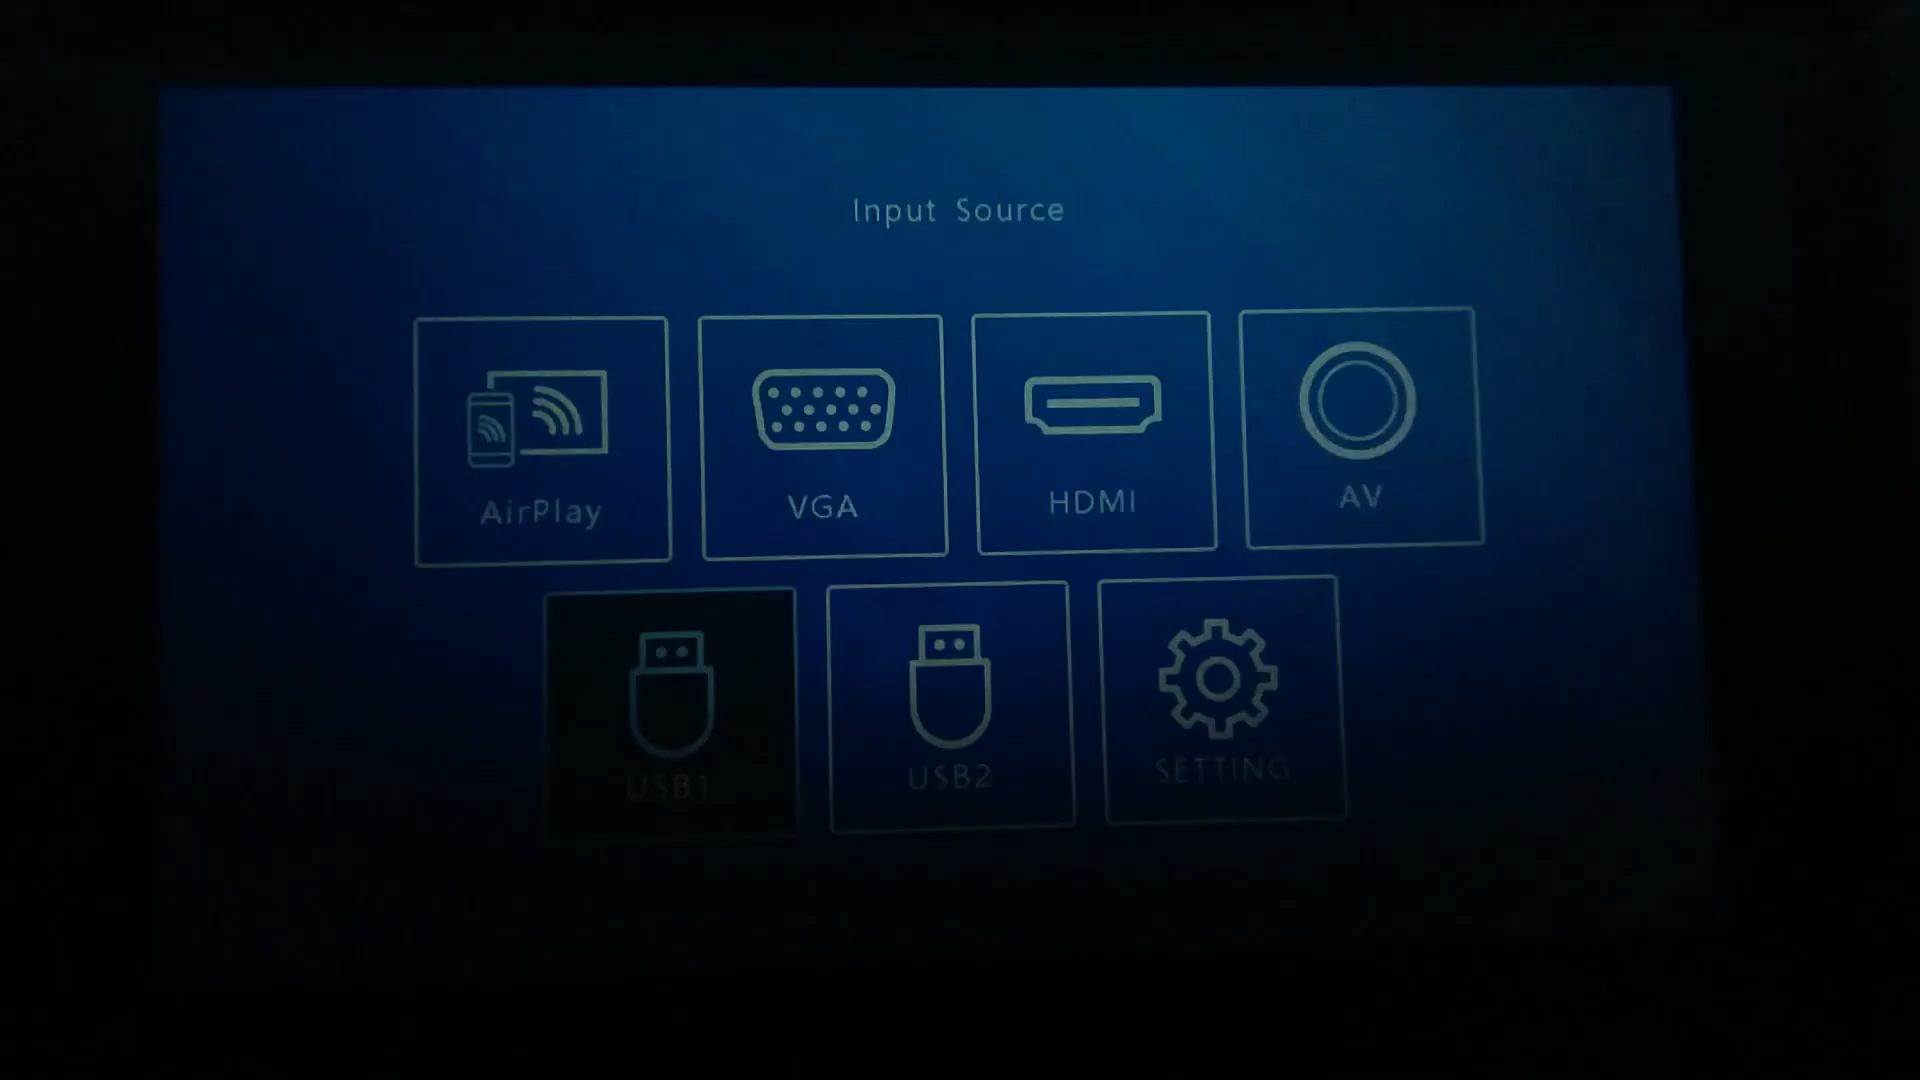 Input Source
AirPlay
VGA
HDMI
AV
USB1
USB2
SETTING